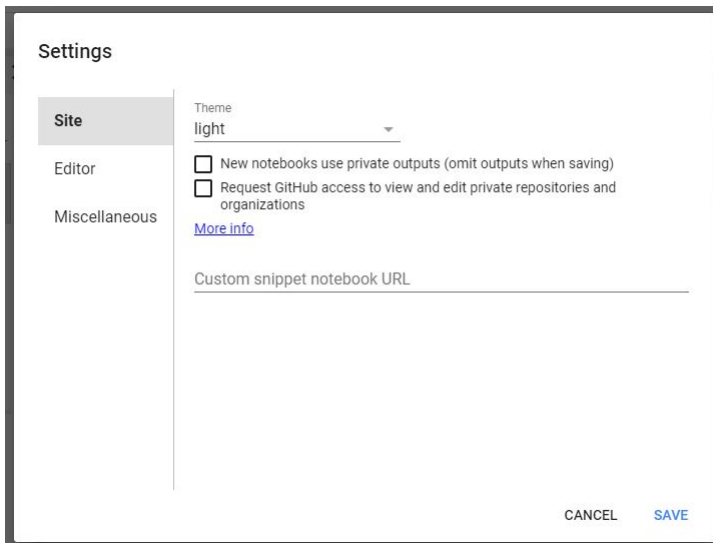 Settings
Site
Editor
Miscellaneous
Theme
light
New notebooks use private outputs (omit outputs when saving)
Request GitHub access to view and edit private repositories and
organizations
More info
Custom snippet notebook URL
CANCEL SAVE